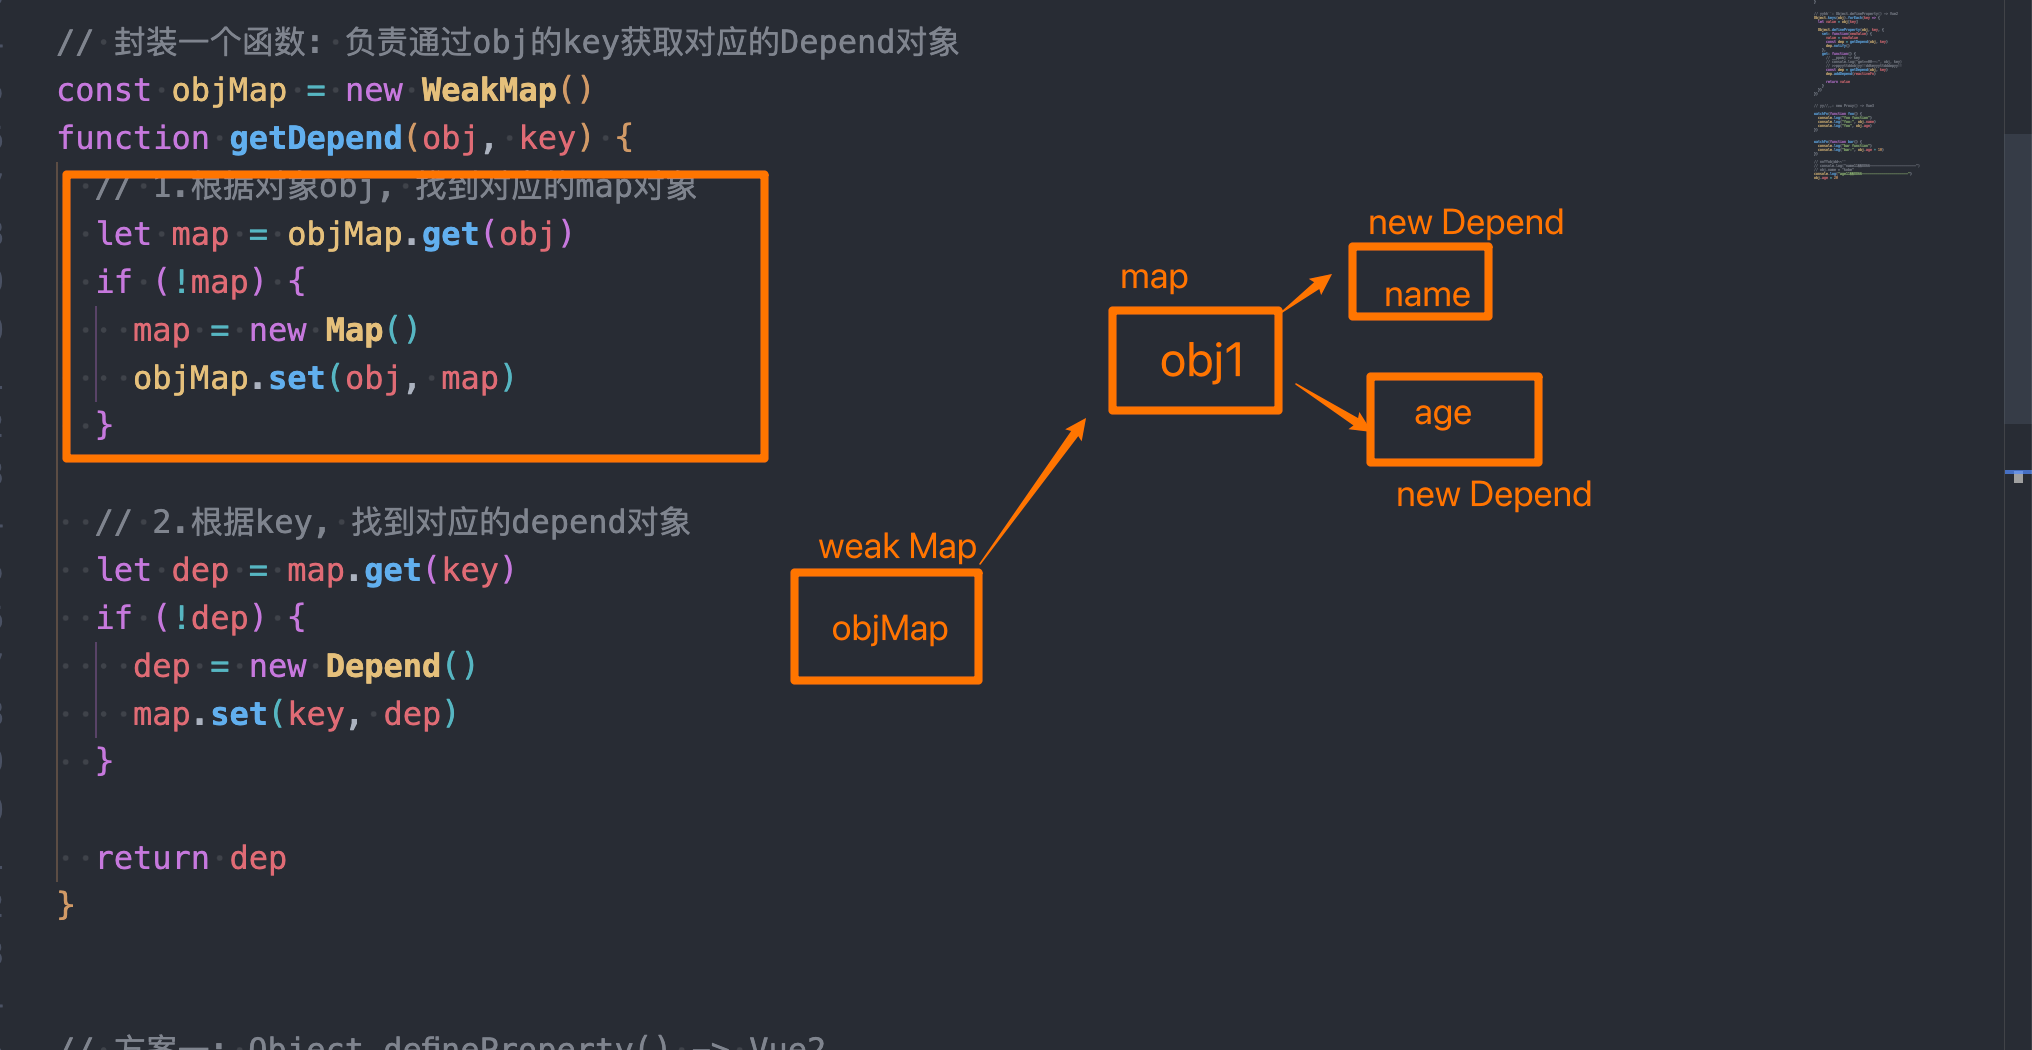 // 封装一个函数: 负责通过obj的key获取对应的Depend对象
const objMap = new WeakMap()
function getDepend(obj, key) {
// 1.根据对象obj, 找到对应的map对象
let map = objMap.get(obj)
if (!map) {
map = new Map()
objMap.set(obj, map)
}
// 2.根据key, 找到对应的depend对象
let dep = map.get(key)
if (!dep) {
dep = new Depend()
map.set(key, dep)
}
return dep
}
// 方案一: Object.defineProperty() -> Vue2
new Depend
name
map
obj1
age
new Depend
weak Map
objMap